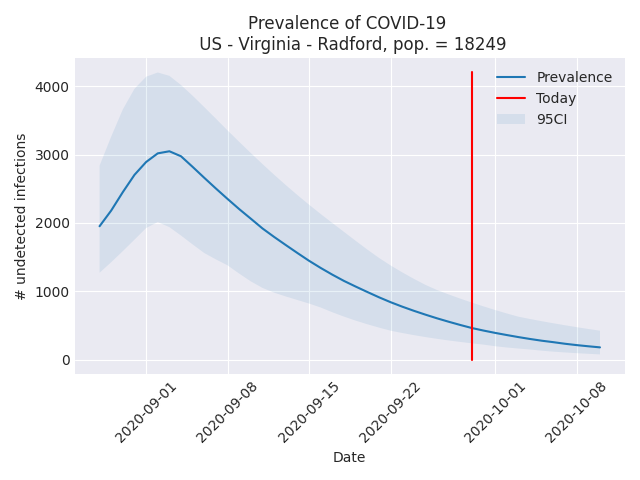 Prevalence of COVID-19
US - Virginia - Radford, pop. = 18249
Prevalence
Today
95CI
# undetected infections
4000
3000
2000
1000
0
2020-09-01
2020-09-08
2020-09-15
2020-09-22
2020-10-01
2020-10-08
Date